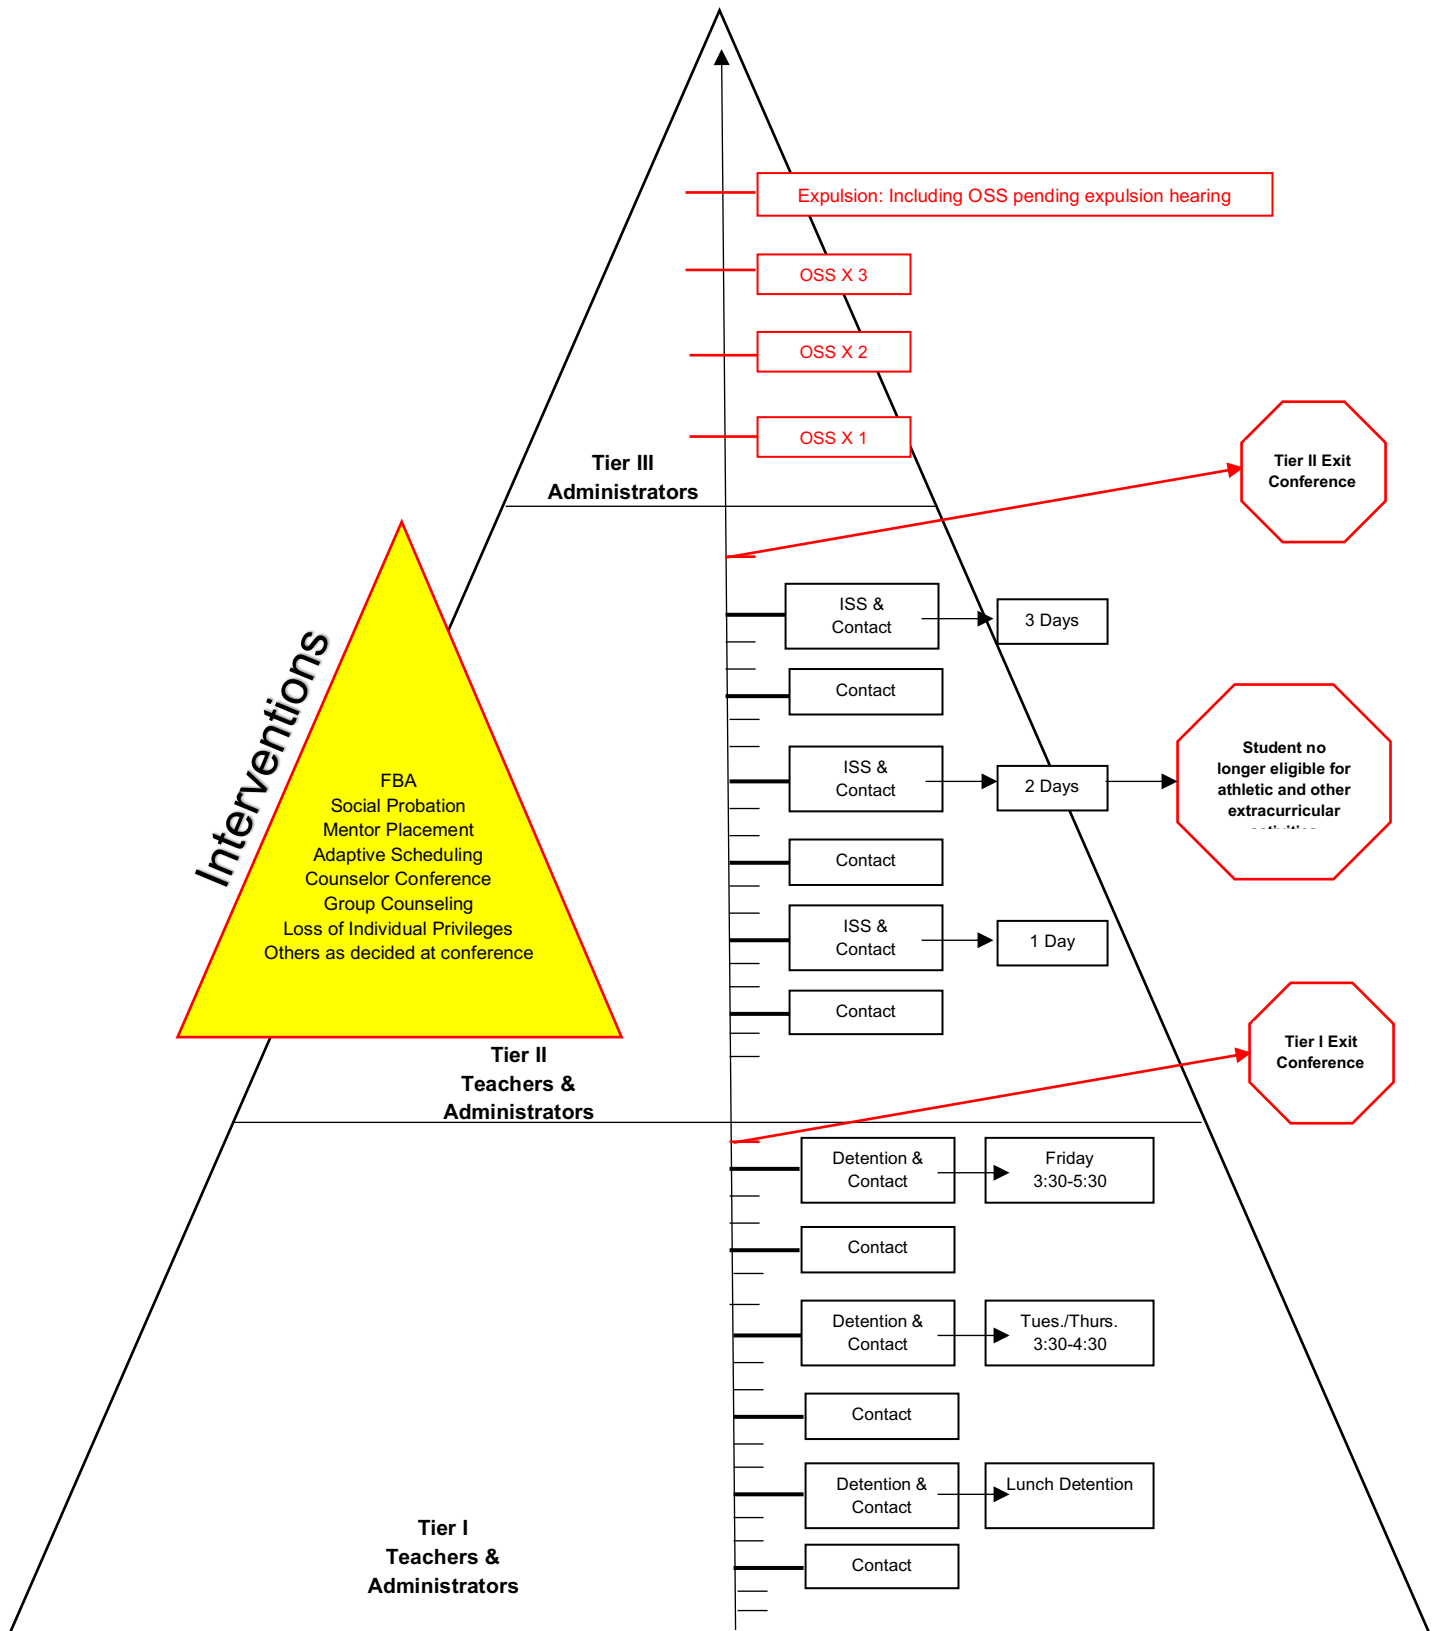 Expulsion: Including OSS pending expulsion hearing
OSS X 3
OSS X 2
OSS X 1
Tier III
Administrators
Tier II Exit
Conference
ISS &
Contact
3 Days
Contact
ISS &
Contact
2 Days
Student no
longer eligible for
athletic and other
extracurricular
Interventions
FBA
Social Probation
Mentor Placement
Adaptive Scheduling
Counselor Conference
Group Counseling
Loss of Individual Privileges
Others as decided at conference
Contact
ISS &
Contact
1 Day
Contact
Tier II
Teachers &
Administrators
Tier I Exit
Conference
Detention &
Contact
Friday
3:30-5:30
Contact
Detention &
Contact
Tues./Thurs.
3:30-4:30
Contact
Detention &
Contact
Lunch Detention
Tier I
Teachers &
Administrators
Contact